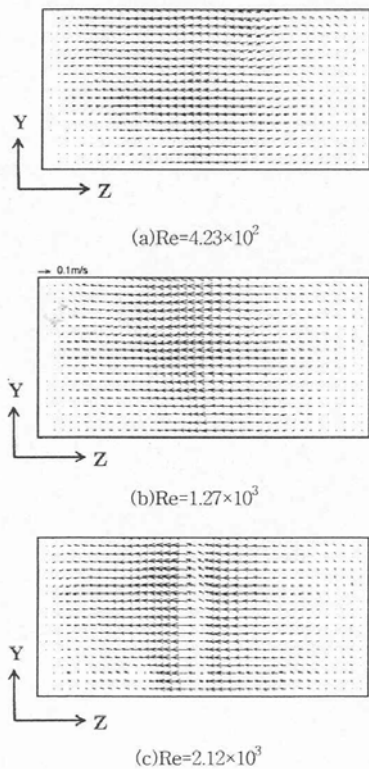 Y
Z
(a)Re=4.23×10²
0.1m/s
Y
Z
(b)Re=1.27×10³
Y
Z
(c)Re=2.12×10³